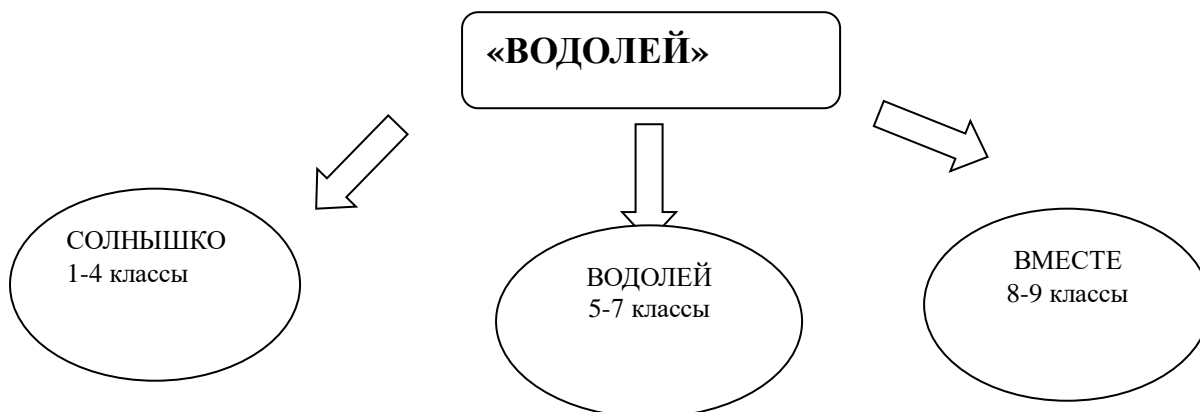 «ВОДОЛЕЙ»
СОЛНЫШКО
1-4 классы
ВОДОЛЕЙ
5-7 классы
ВМЕСТЕ
8-9 классы